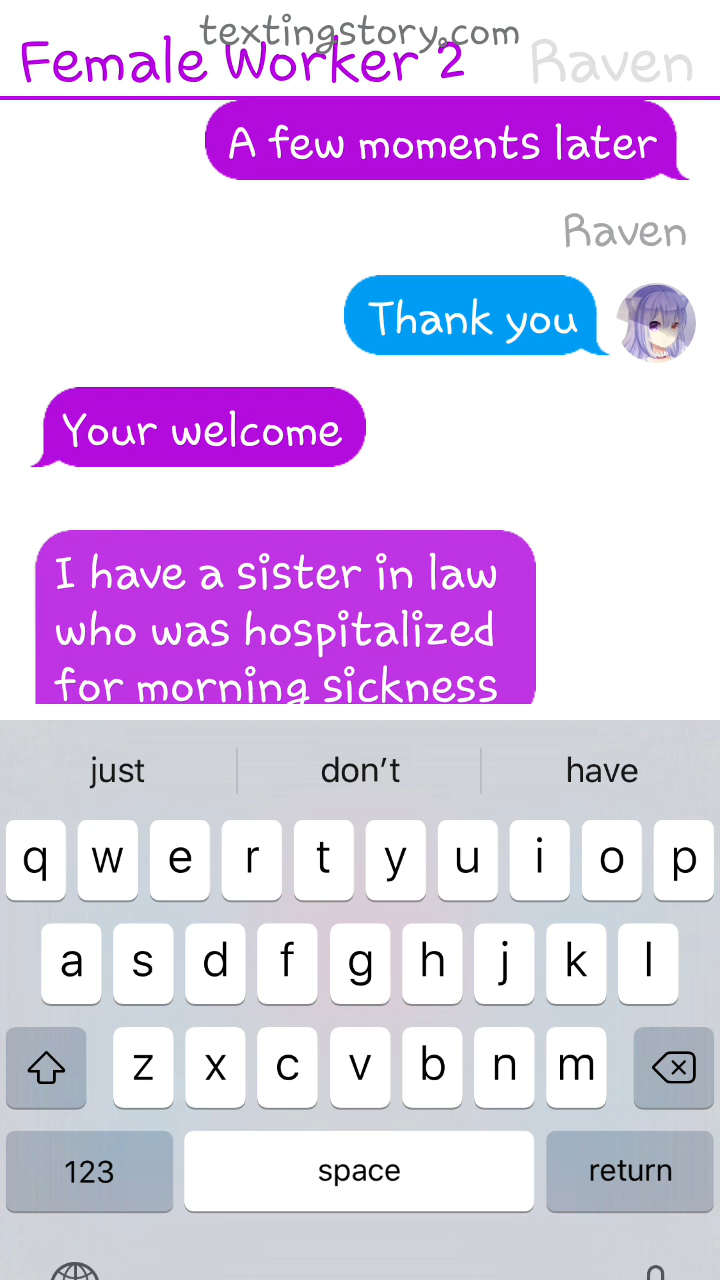 textingstory.com
Female Worker 2 Raven
A few moments later
Raven
Thank you
Your welcome
I have a sister in law
who was hospitalized
for morning sickness
just don't have
q w e r t y u i o p
a s d f g h j k l
z x c v b n m
123 space return